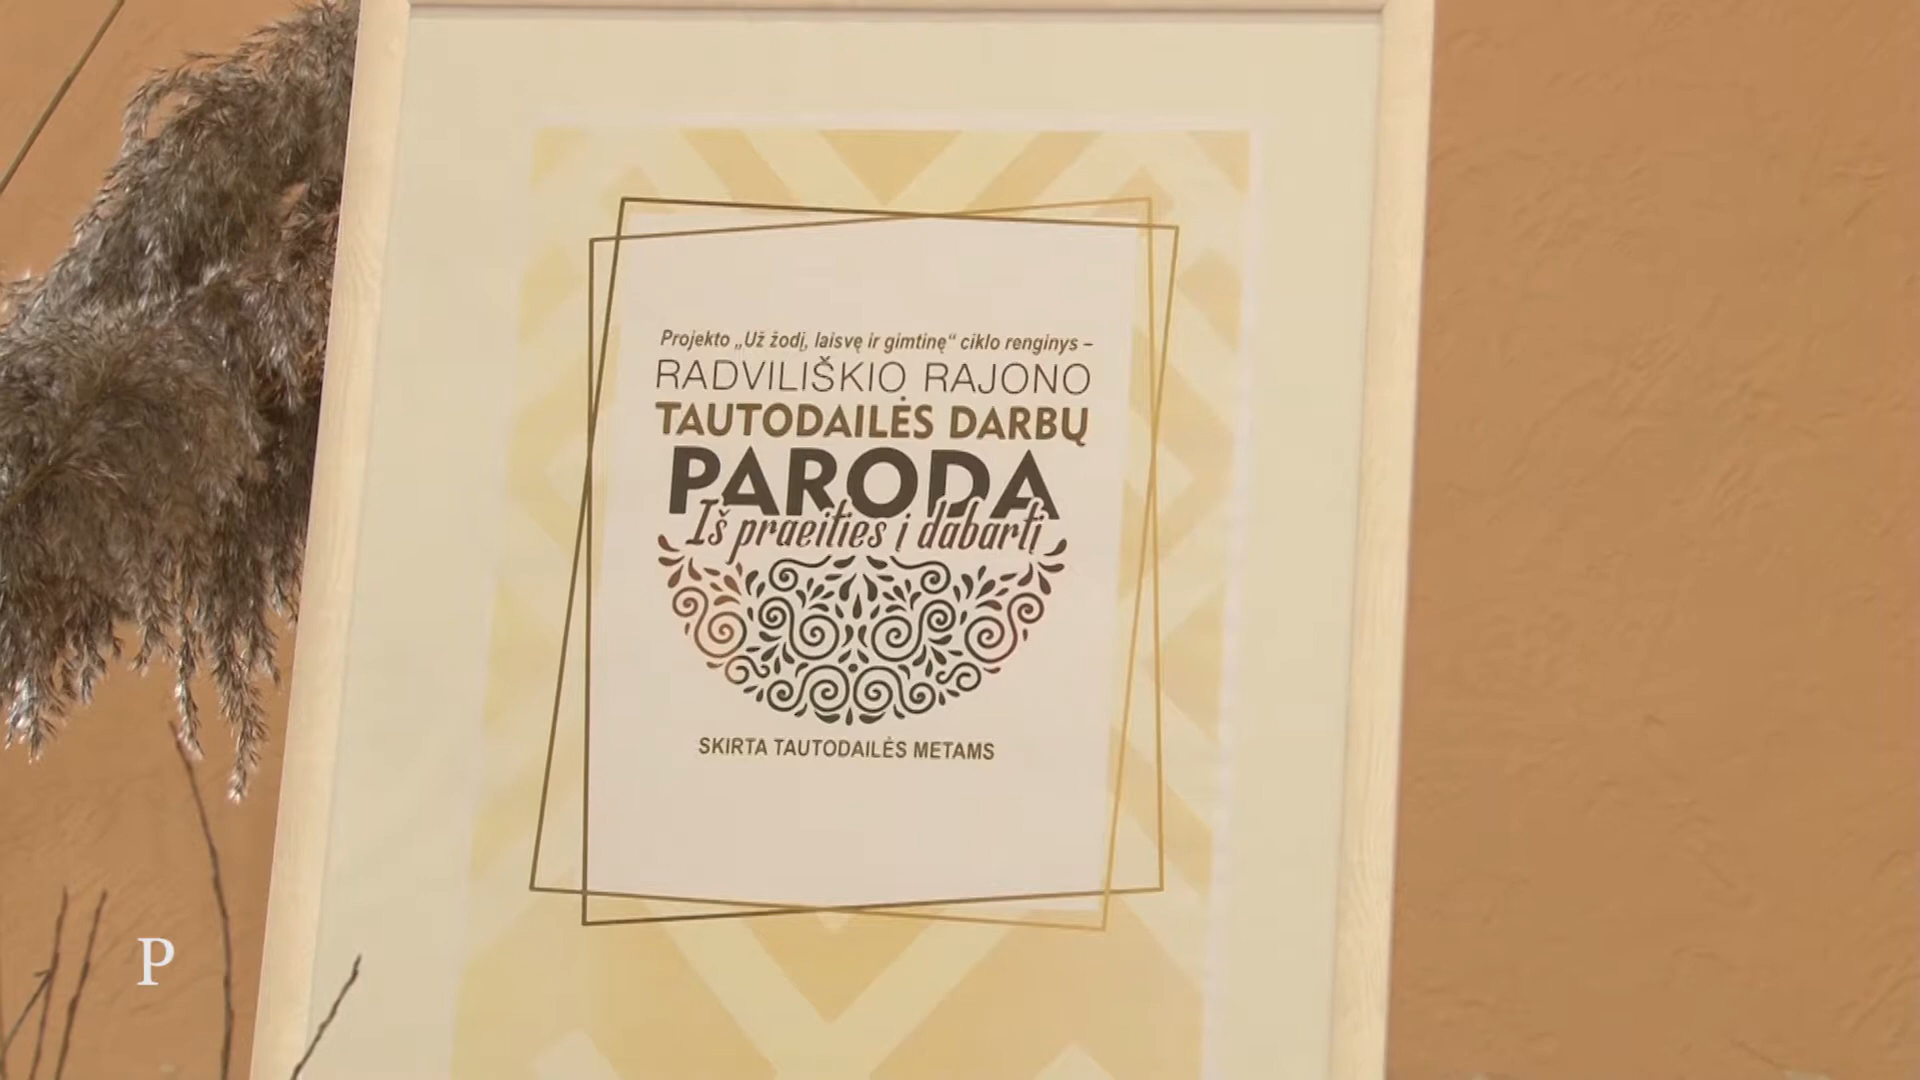 Projekto „Už žodį, laisvę ir gimtinę“ ciklo renginys –
RADVILIŠKIO RAJONO
TAUTODAILĖS DARBŲ
PARODA
Iš praeities į dabartį
SKIRTA TAUTODAILĖS METAMS
P